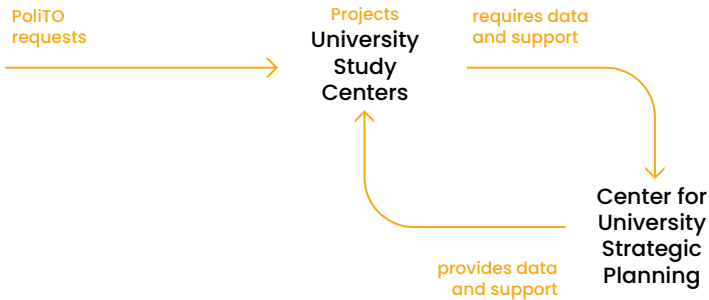 PoliTO
requests
Projects
University
Study
Centers
requires data
and support
Center for
University
Strategic
Planning
provides data
and support